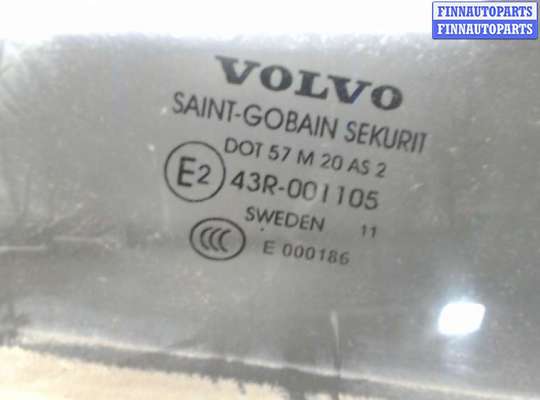 FINNAUTOPARTS
FINNAUTOPARTS
VOLVO
SAINT-GOBAIN SEKURIT
DOT 57 M 20 AS 2
E2 43R-001105
SWEDEN 11
CCC E 000186